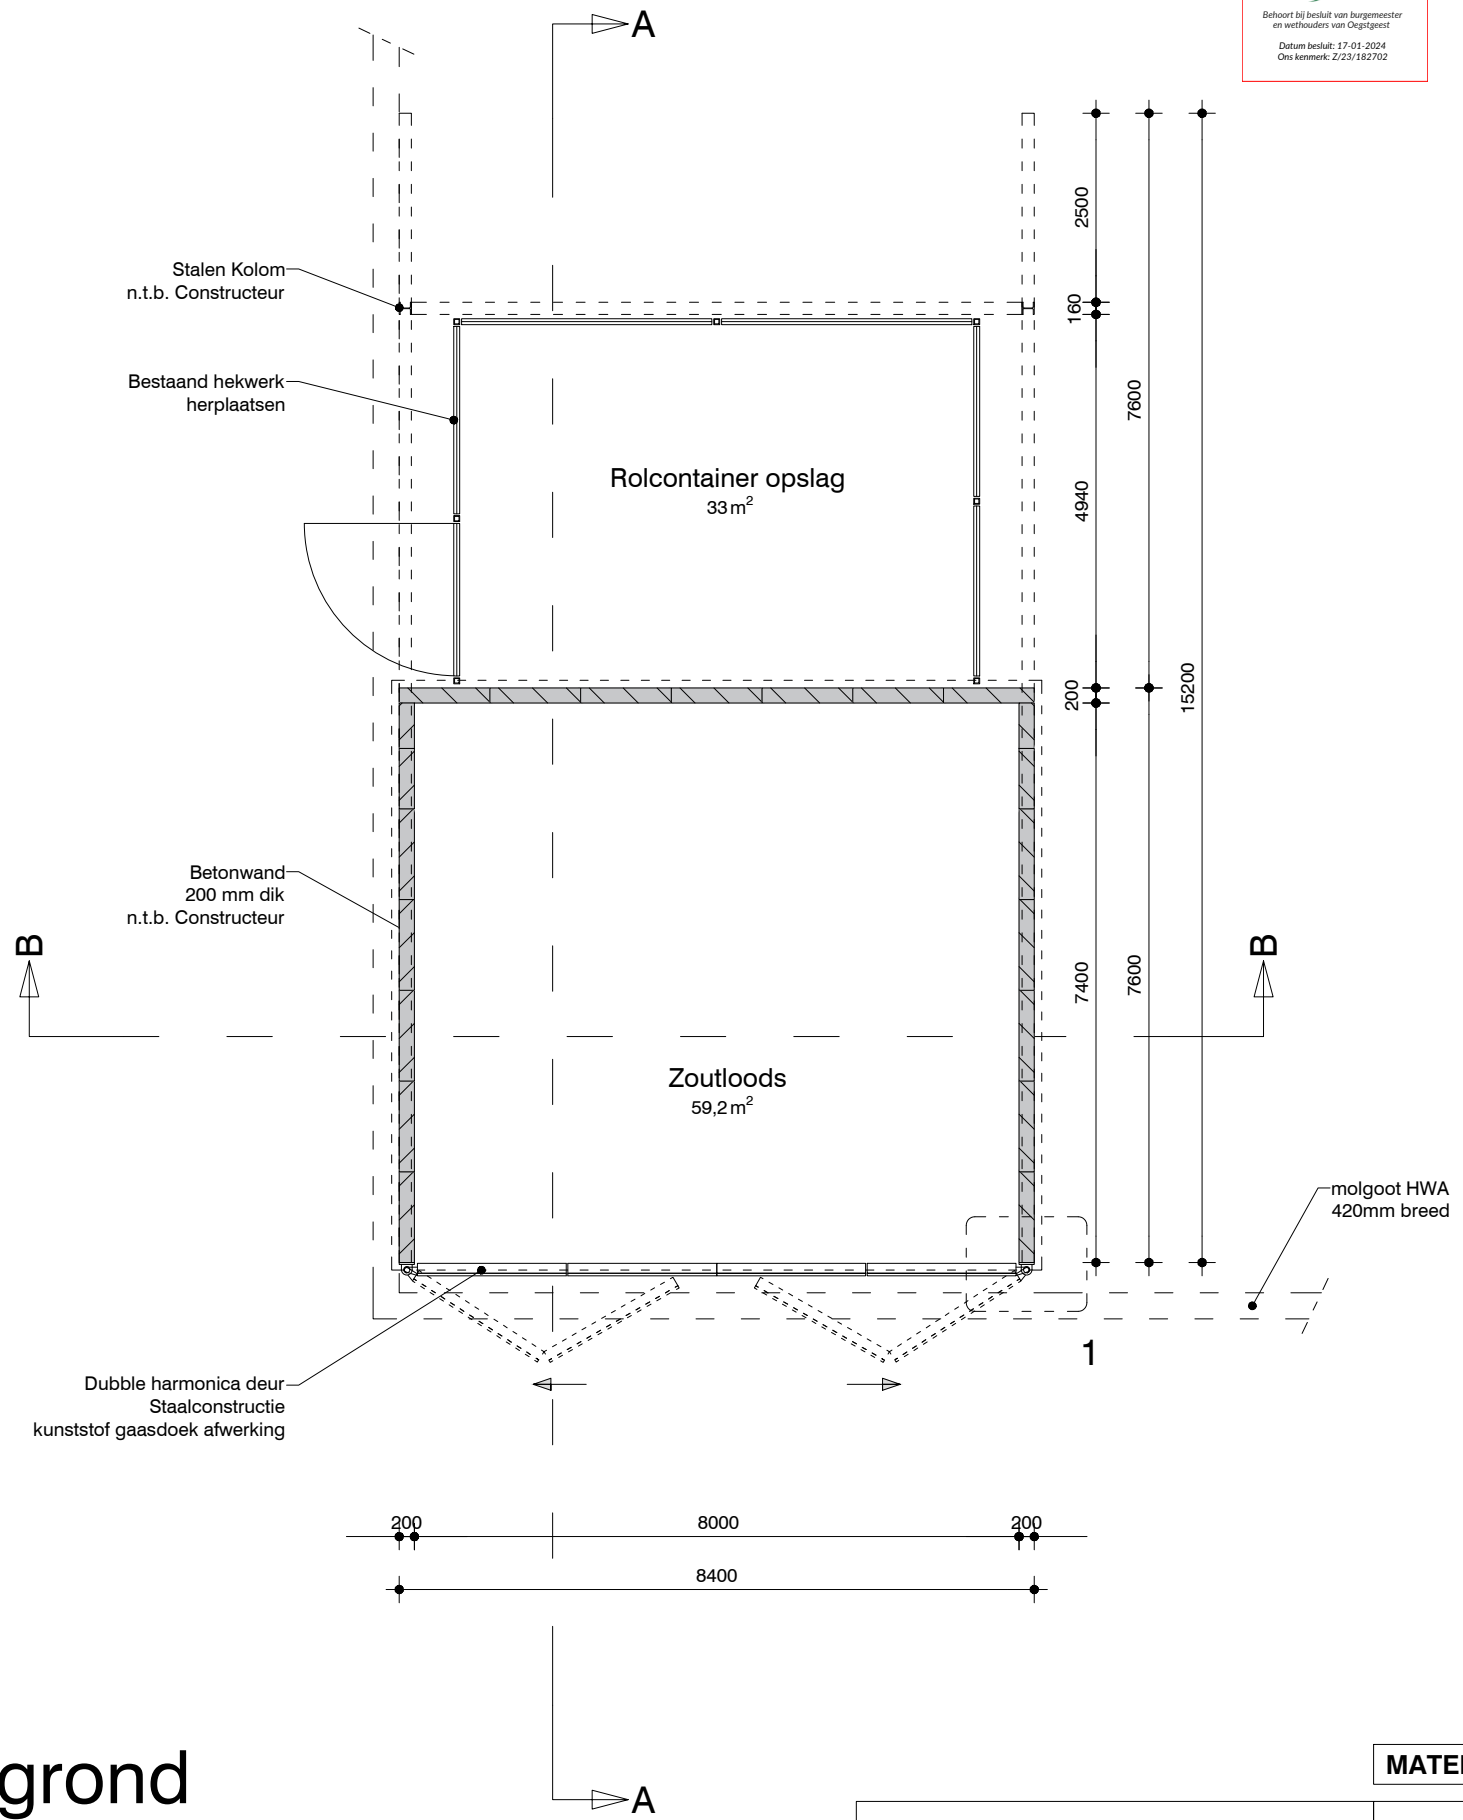 A
Behoort bij besluit van burgemeester
en wethouders van Oegstgeest
Datum besluit: 17-01-2024
Ons kenmerk: Z/23/182702
2500
Stalen Kolom
n.t.b. Constructeur
160
Bestaand hekwerk
herplaatsen
7600
Rolcontainer opslag
33 m²
4940
200
15200
Betonwand
200 mm dik
n.t.b. Constructeur
B
B
7400
7600
Zoutloods
59,2 m²
molgoot HWA
420mm breed
1
Dubble harmonica deur
Staalconstructie
kunststof gaasdoek afwerking
200
8000
200
8400
grond
A